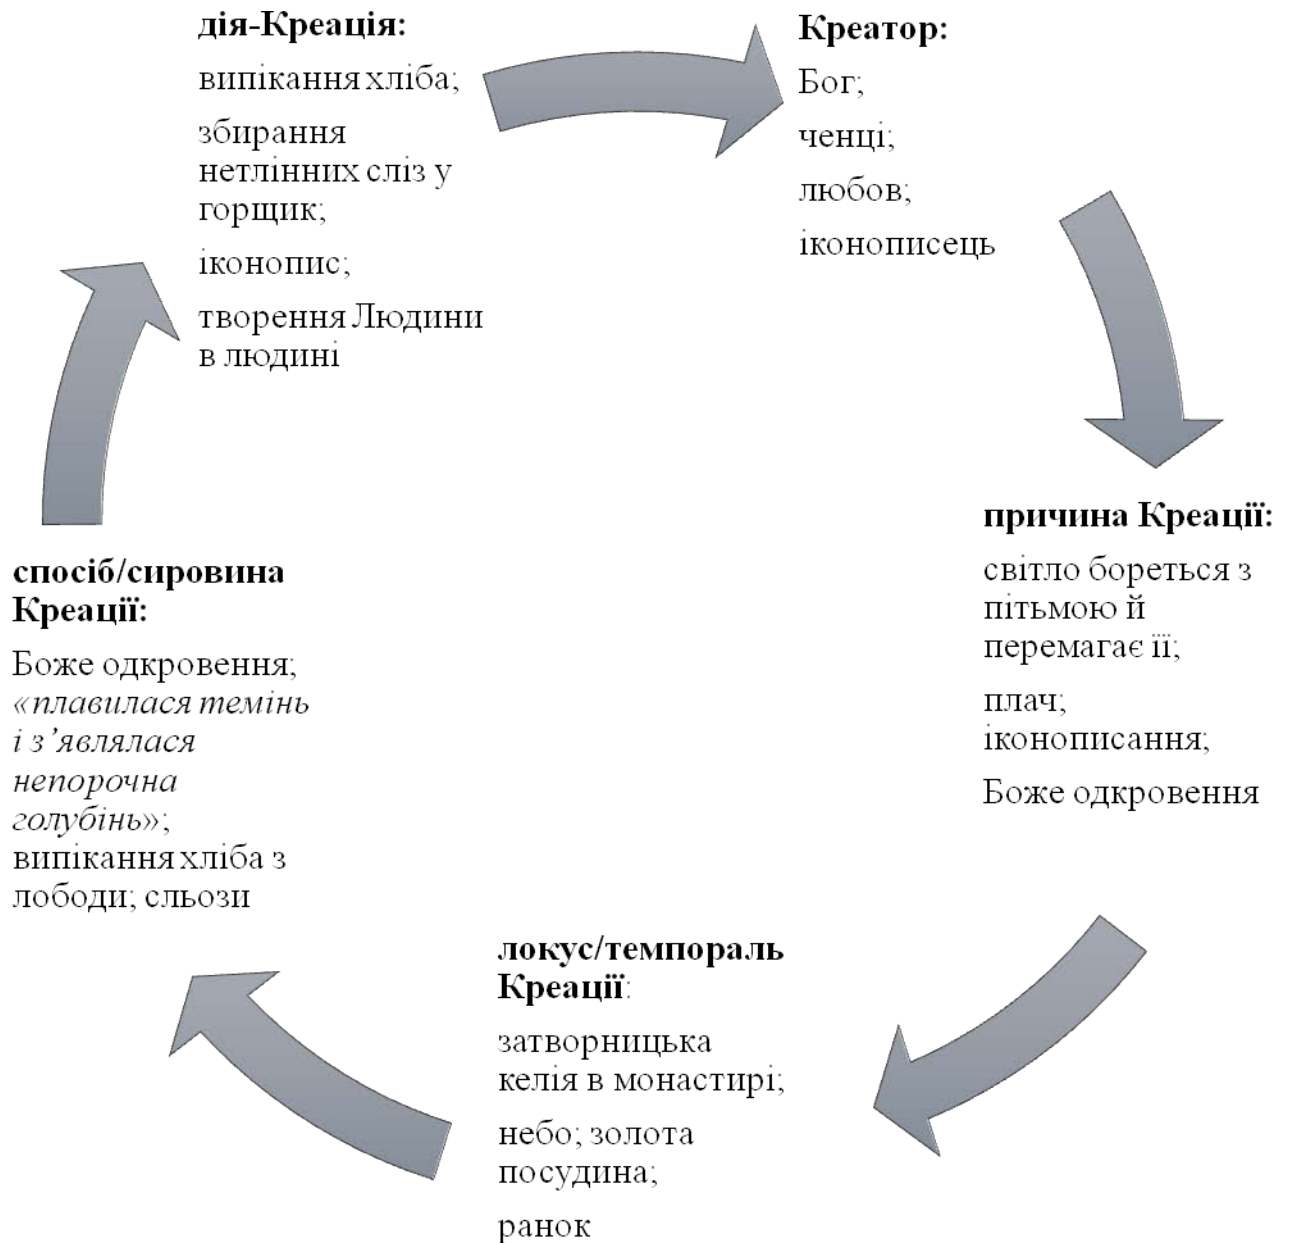 дія-Креація:
випікання хліба;
збирання
нетлінних сліз у
горщик;
іконопис;
творення Людини
в людині
Креатор:
Бог;
ченці;
любов;
іконописець
причина Креації:
світло бореться з
пітьмою й
перемагає її;
плач;
іконописання;
Боже одкровення
локус/темпораль
Креації:
затворницька
келія в монастирі;
небо; золота
посудина;
ранок
спосіб/сировина
Креації:
Боже одкровення;
«плавилася темінь
і з’являлася
непорочна
голубінь»;
випікання хліба з
лободи; сльози